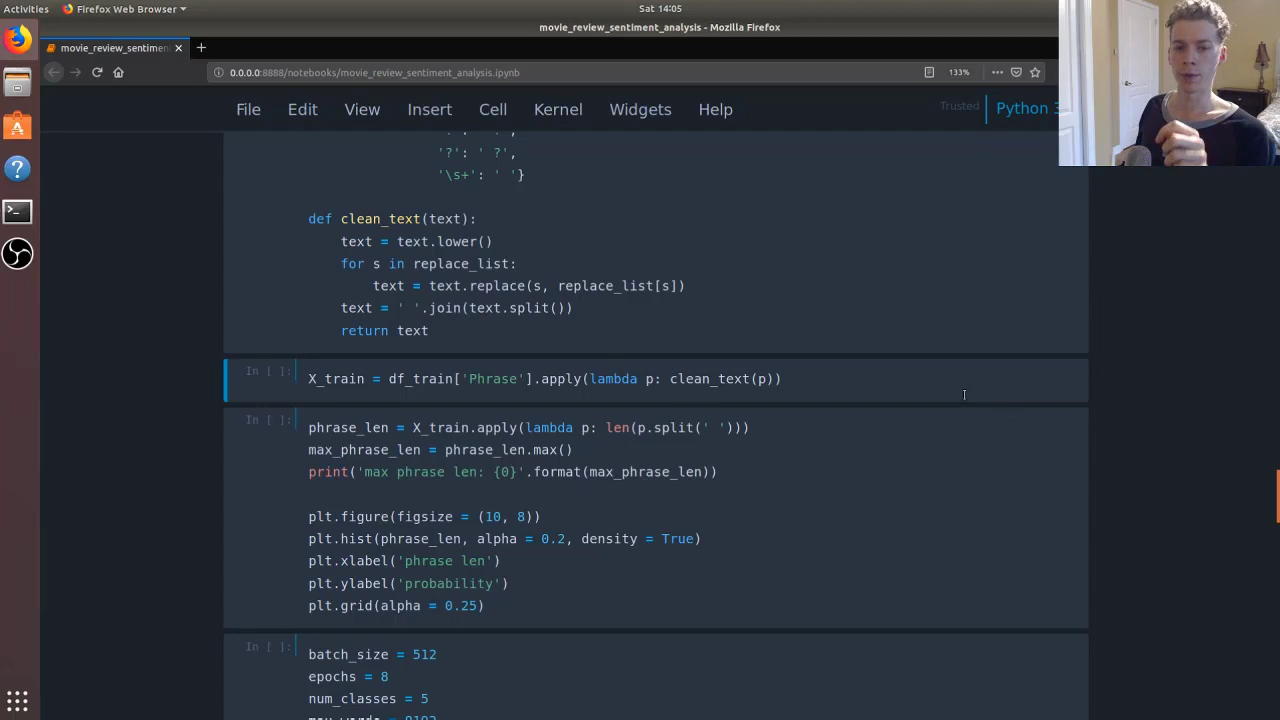 Activities
Firefox Web Browser
Sat 14:05
movie_review_sentiment_analysis - Mozilla Firefox
movie_review_sentimen
0.0.0.0:8888/notebooks/movie_review_sentiment_analysis.ipynb
133%
File Edit View Insert Cell Kernel Widgets Help
Trusted
Python 3
'?': ' ?',
'\s+': ' '}
def clean_text(text):
text = text.lower()
for s in replace_list:
text = text.replace(s, replace_list[s])
text = ' '.join(text.split())
return text
In [ ]:
X_train = df_train['Phrase'].apply(lambda p: clean_text(p))
In [ ]:
phrase_len = X_train.apply(lambda p: len(p.split(' ')))
max_phrase_len = phrase_len.max()
print('max phrase len: {0}'.format(max_phrase_len))
plt.figure(figsize = (10, 8))
plt.hist(phrase_len, alpha = 0.2, density = True)
plt.xlabel('phrase len')
plt.ylabel('probability')
plt.grid(alpha = 0.25)
In [ ]:
batch_size = 512
epochs = 8
num_classes = 5
max_words = 8192